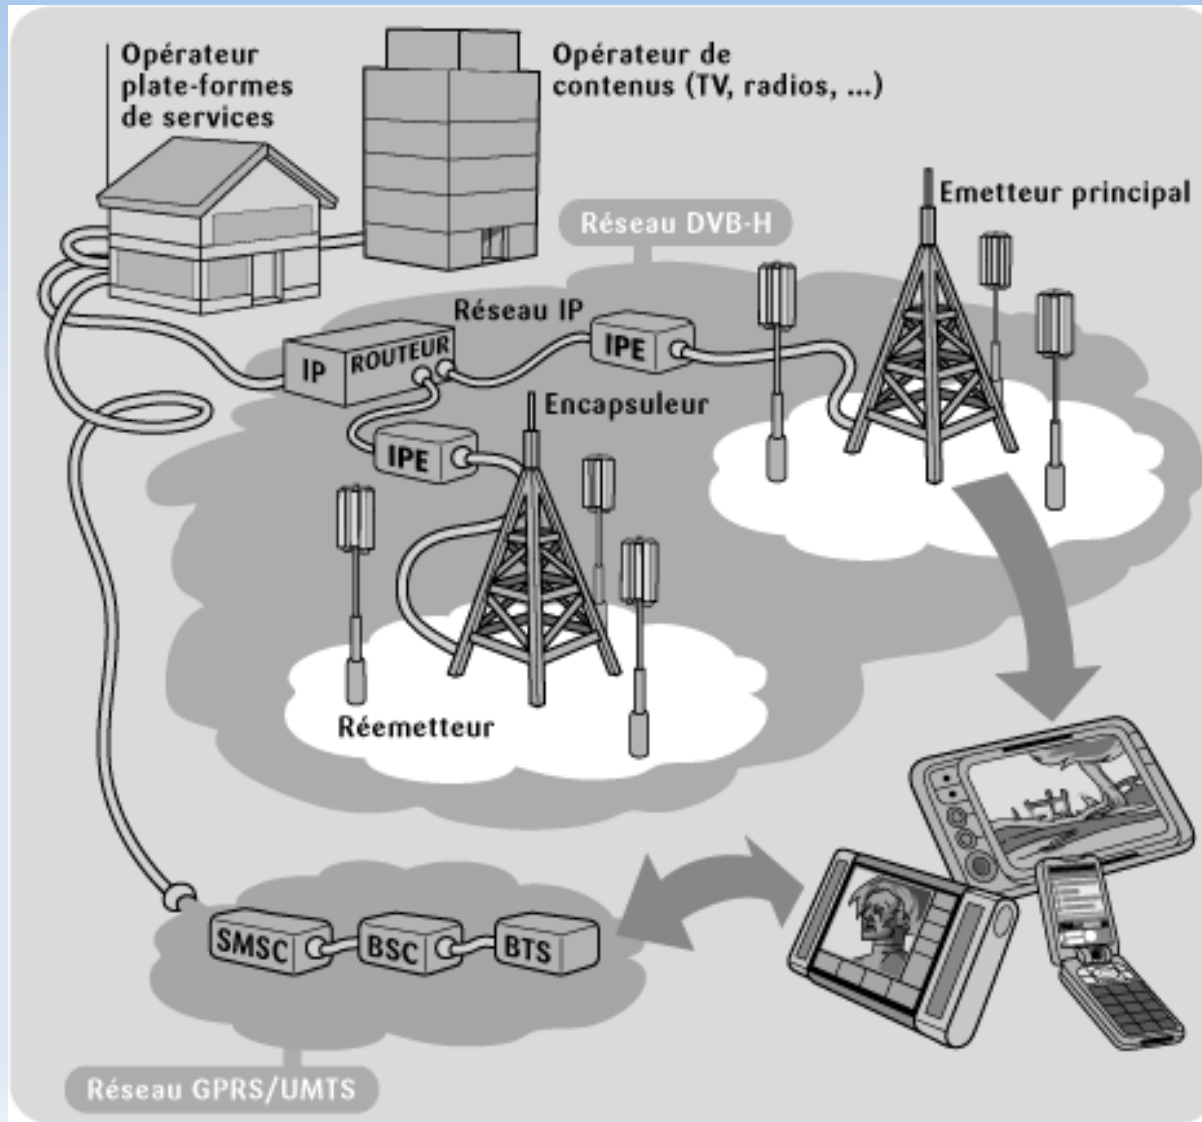 Opérateur
plate-formes
de services
Opérateur de
contenus (TV, radios, ...)
Emetteur principal
Réseau DVB-H
Réseau IP
IPE
IP
ROUTEUR
Encapsuleur
IPE
Réemetteur
SMSC
BSC
BTS
Réseau GPRS/UMTS